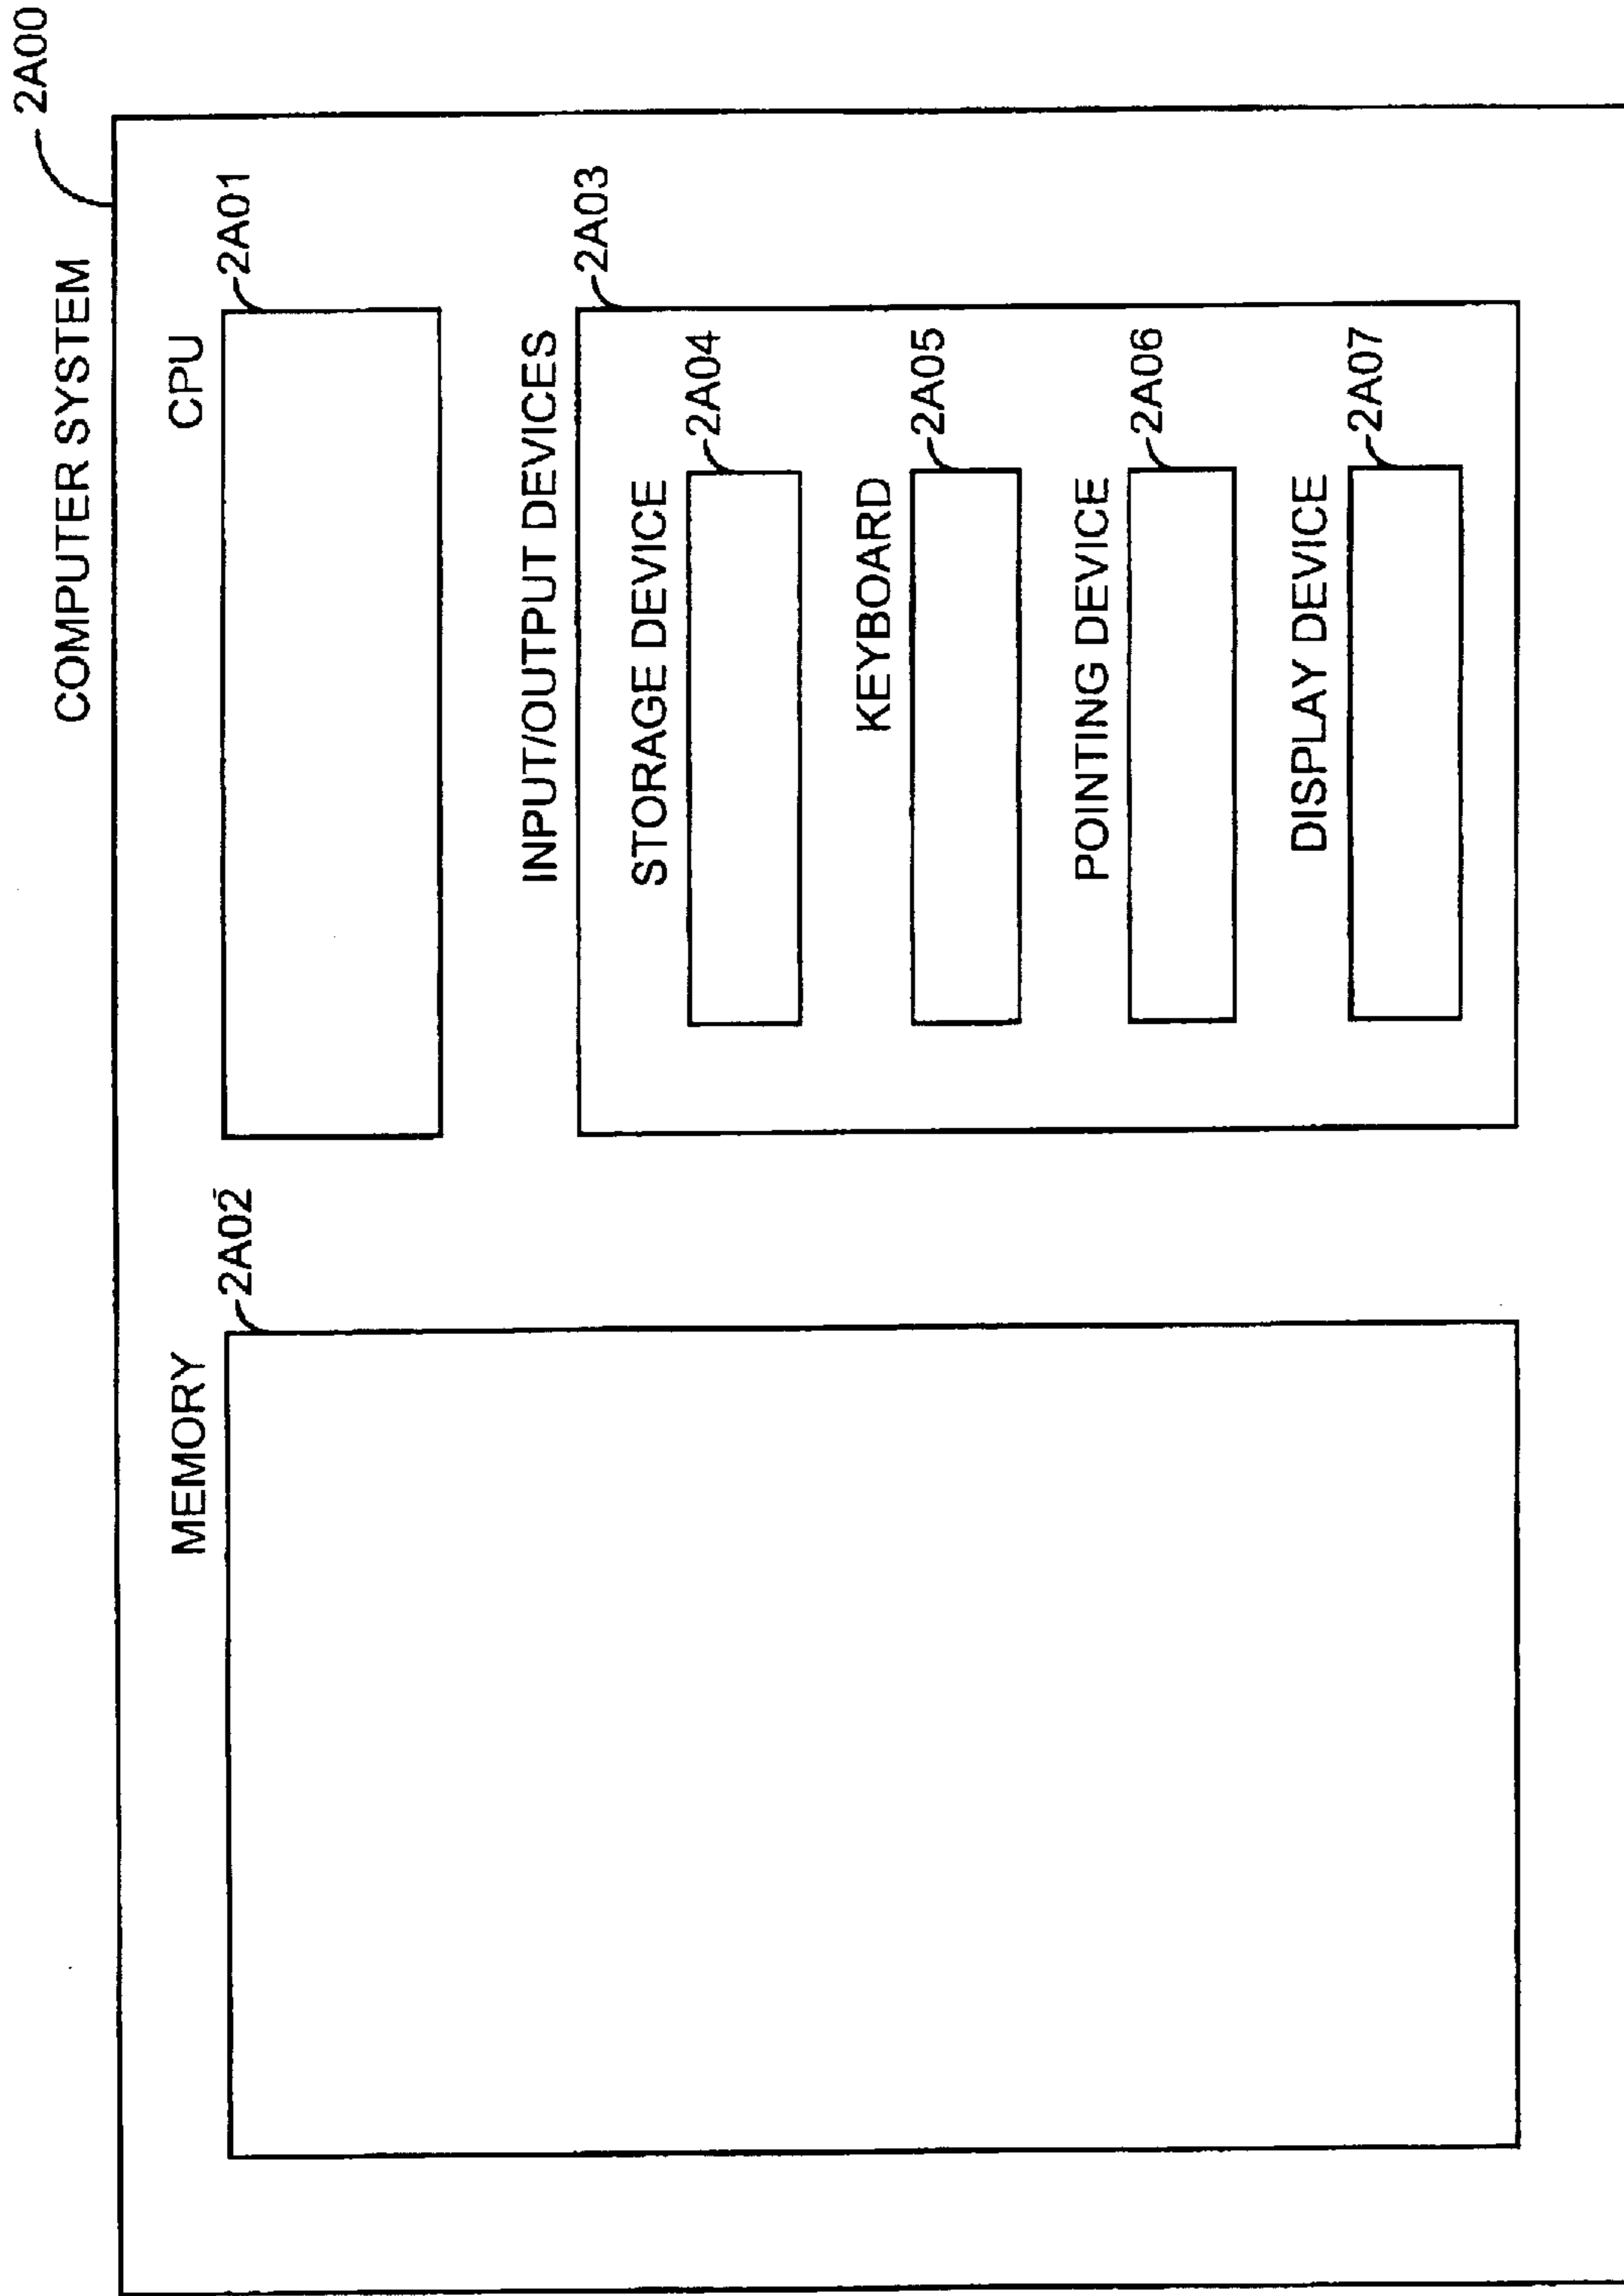 COMPUTER SYSTEM
2A00
MEMORY
2A02
CPU
2A01
INPUT/OUTPUT DEVICES
2A03
STORAGE DEVICE
2A04
KEYBOARD
2A05
POINTING DEVICE
2A06
DISPLAY DEVICE
2A07